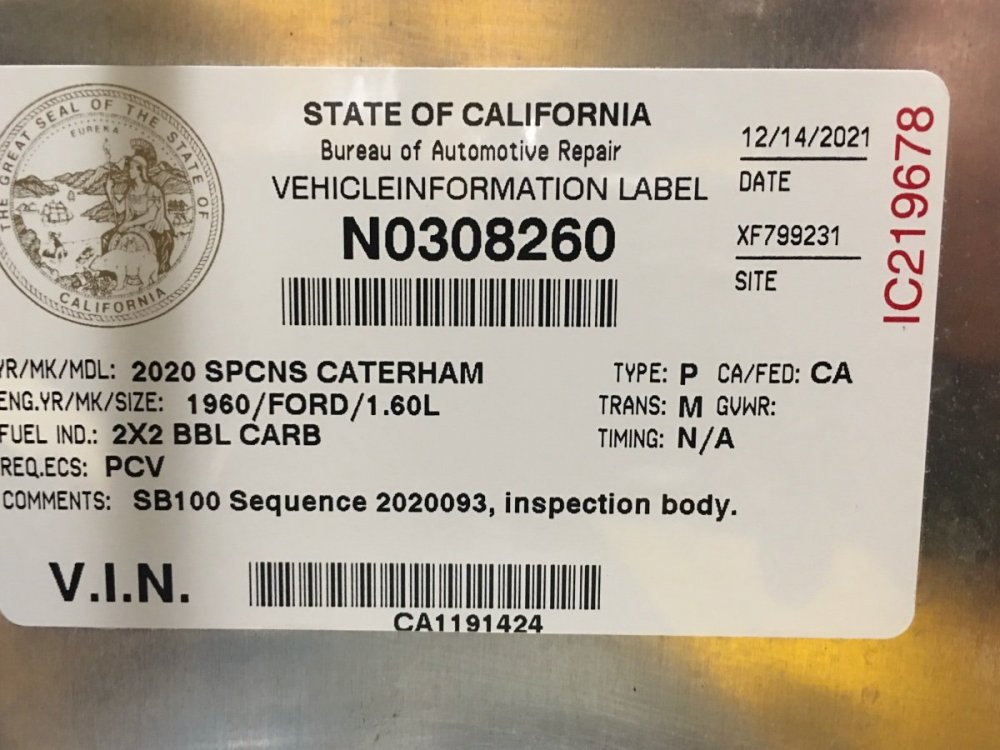 THE GREAT SEAL OF THE STATE OF CALIFORNIA
EUREKA
STATE OF CALIFORNIA
Bureau of Automotive Repair
VEHICLEINFORMATION LABEL
N0308260
12/14/2021
DATE
XF799231
SITE
IC219678
YR/MK/MDL: 2020 SPCNS CATERHAM
TYPE: P CA/FED: CA
ENG.YR/MK/SIZE: 1960/FORD/1.60L
TRANS: M GVWR:
FUEL IND.: 2X2 BBL CARB
TIMING: N/A
REQ.ECS: PCV
COMMENTS: SB100 Sequence 2020093, inspection body.
V.I.N.
CA1191424